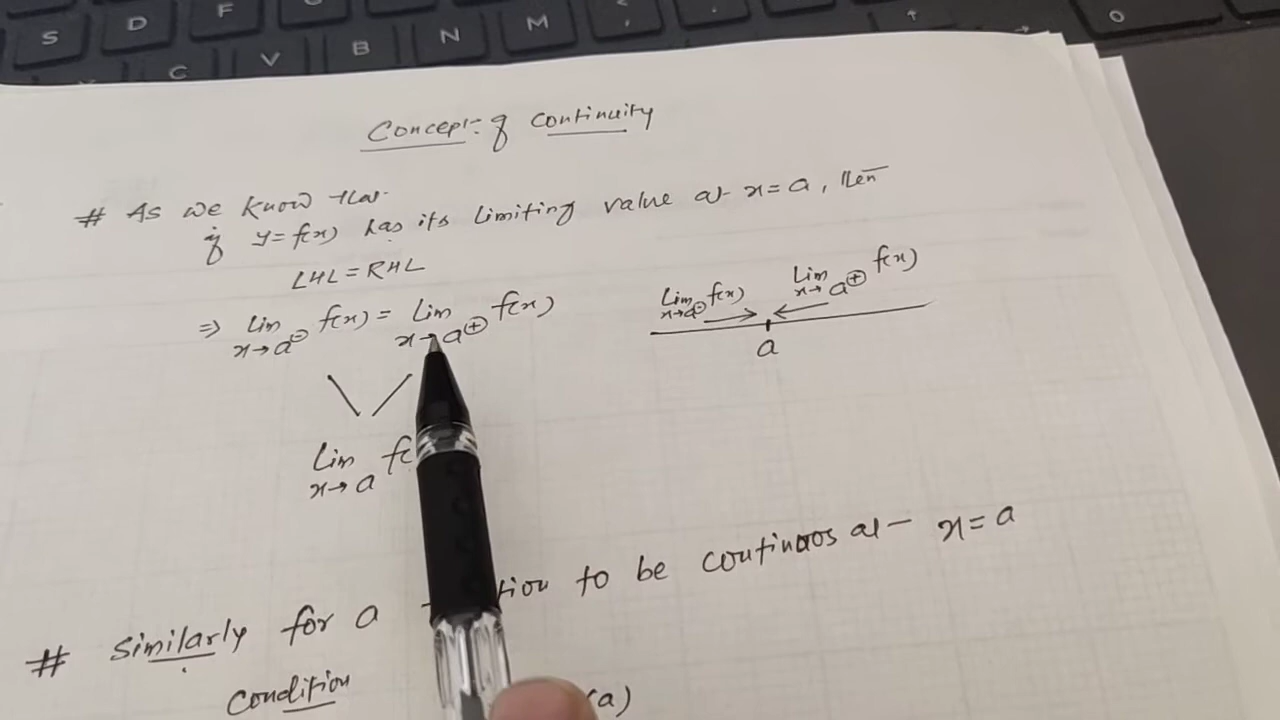 S D F
C V B N M
Concept of continuity
# As we know that
if y=f(x) has its limiting value at x=a, then
LHL=RHL
⇒ Lim x→a⊖ f(x) = Lim x→a⊕ f(x)
Lim x→a⊖ f(x) Lim x→a⊕ f(x)
a
Lim x→a f(
# Similarly for a tion to be continuos at x=a
Condition (a)